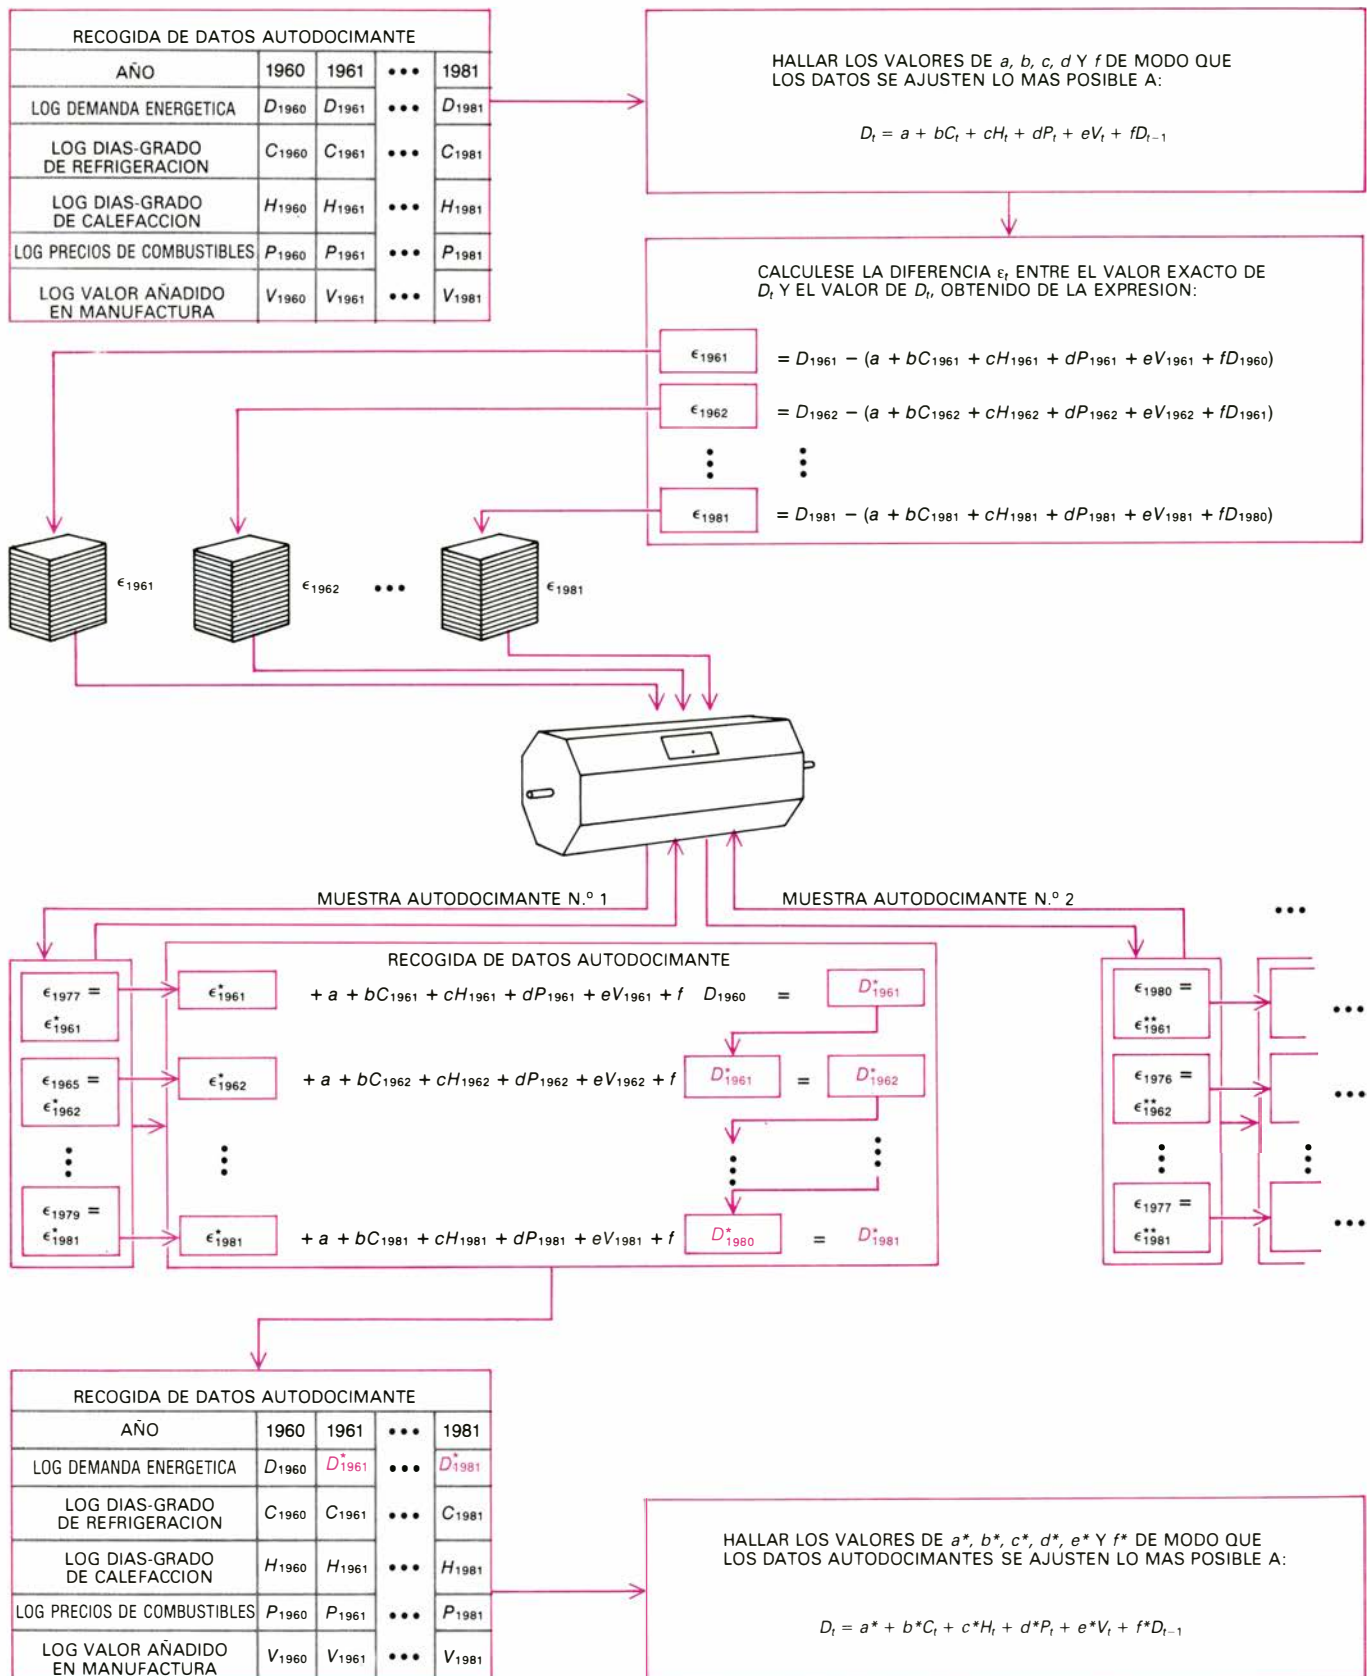 RECOGIDA DE DATOS AUTODOCIMANTE
AÑO 1960 1961 ••• 1981
LOG DEMANDA ENERGETICA D1960 D1961 ••• D1981
LOG DIAS-GRADO
DE REFRIGERACION C1960 C1961 ••• C1981
LOG DIAS-GRADO
DE CALEFACCION H1960 H1961 ••• H1981
LOG PRECIOS DE COMBUSTIBLES P1960 P1961 ••• P1981
LOG VALOR AÑADIDO
EN MANUFACTURA V1960 V1961 ••• V1981
HALLAR LOS VALORES DE a, b, c, d Y f DE MODO QUE
LOS DATOS SE AJUSTEN LO MAS POSIBLE A:
Dt = a + bCt + cHt + dPt + eVt + fDt−1
CALCULESE LA DIFERENCIA εt ENTRE EL VALOR EXACTO DE
Dt Y EL VALOR DE Dt, OBTENIDO DE LA EXPRESION:
ϵ1961 = D1961 − (a + bC1961 + cH1961 + dP1961 + eV1961 + fD1960)
ϵ1962 = D1962 − (a + bC1962 + cH1962 + dP1962 + eV1962 + fD1961)
ϵ1981 = D1981 − (a + bC1981 + cH1981 + dP1981 + eV1981 + fD1980)
ϵ1961 ϵ1962 ••• ϵ1981
MUESTRA AUTODOCIMANTE N.º 1
MUESTRA AUTODOCIMANTE N.º 2
•••
RECOGIDA DE DATOS AUTODOCIMANTE
ϵ1977 =
ϵ*1961
ϵ*1961 + a + bC1961 + cH1961 + dP1961 + eV1961 + f D1960 = D*1961
ϵ1965 =
ϵ*1962
ϵ*1962 + a + bC1962 + cH1962 + dP1962 + eV1962 + f D*1961 = D*1962
ϵ1979 =
ϵ*1981
ϵ*1981 + a + bC1981 + cH1981 + dP1981 + eV1981 + f D*1980 = D*1981
ϵ1980 =
ϵ**1961
•••
ϵ1976 =
ϵ**1962
•••
ϵ1977 =
ϵ**1981
•••
RECOGIDA DE DATOS AUTODOCIMANTE
AÑO 1960 1961 ••• 1981
LOG DEMANDA ENERGETICA D1960 D*1961 ••• D*1981
LOG DIAS-GRADO
DE REFRIGERACION C1960 C1961 ••• C1981
LOG DIAS-GRADO
DE CALEFACCION H1960 H1961 ••• H1981
LOG PRECIOS DE COMBUSTIBLES P1960 P1961 ••• P1981
LOG VALOR AÑADIDO
EN MANUFACTURA V1960 V1961 ••• V1981
HALLAR LOS VALORES DE a*, b*, c*, d*, e* Y f* DE MODO QUE
LOS DATOS AUTODOCIMANTES SE AJUSTEN LO MAS POSIBLE A:
Dt = a* + b*Ct + c*Ht + d*Pt + e*Vt + f*Dt−1